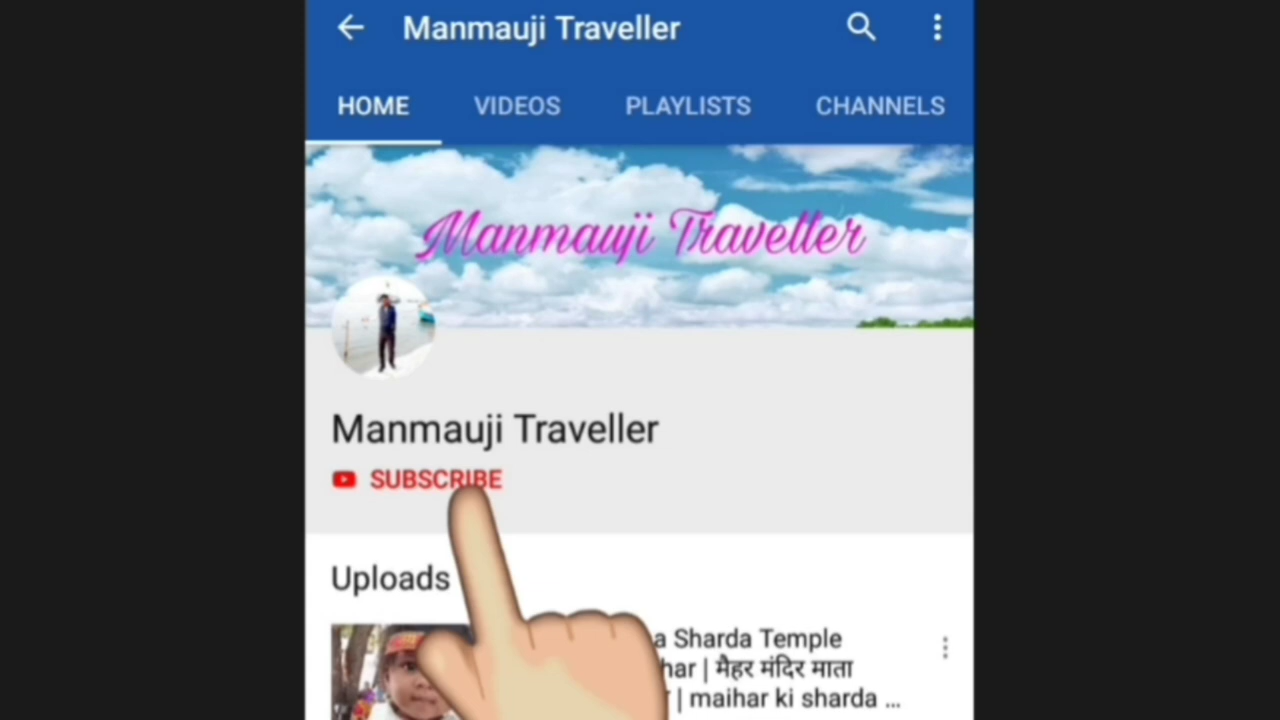 Manmauji Traveller
HOME VIDEOS PLAYLISTS CHANNELS
Manmauji Traveller
Manmauji Traveller
SUBSCRIBE
Uploads
a Sharda Temple
har | मैहर मंदिर माता
| maihar ki sharda ...